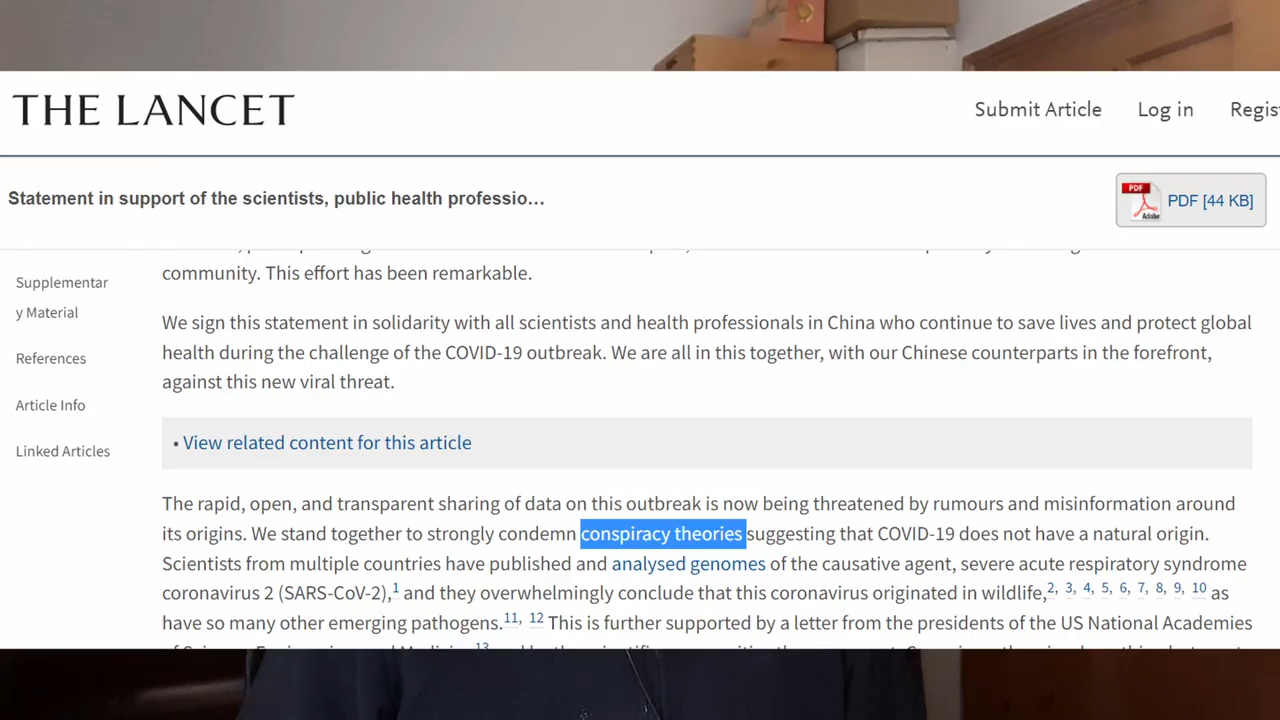 THE LANCET
Submit Article
Log in
Regis
Statement in support of the scientists, public health professio...
PDF
Adobe
PDF [44 KB]
Supplementar
y Material
References
Article Info
Linked Articles
community. This effort has been remarkable.
We sign this statement in solidarity with all scientists and health professionals in China who continue to save lives and protect global
health during the challenge of the COVID-19 outbreak. We are all in this together, with our Chinese counterparts in the forefront,
against this new viral threat.
• View related content for this article
The rapid, open, and transparent sharing of data on this outbreak is now being threatened by rumours and misinformation around
its origins. We stand together to strongly condemn conspiracy theories suggesting that COVID-19 does not have a natural origin.
Scientists from multiple countries have published and analysed genomes of the causative agent, severe acute respiratory syndrome
coronavirus 2 (SARS-CoV-2),1 and they overwhelmingly conclude that this coronavirus originated in wildlife,2, 3, 4, 5, 6, 7, 8, 9, 10 as
have so many other emerging pathogens.11, 12 This is further supported by a letter from the presidents of the US National Academies